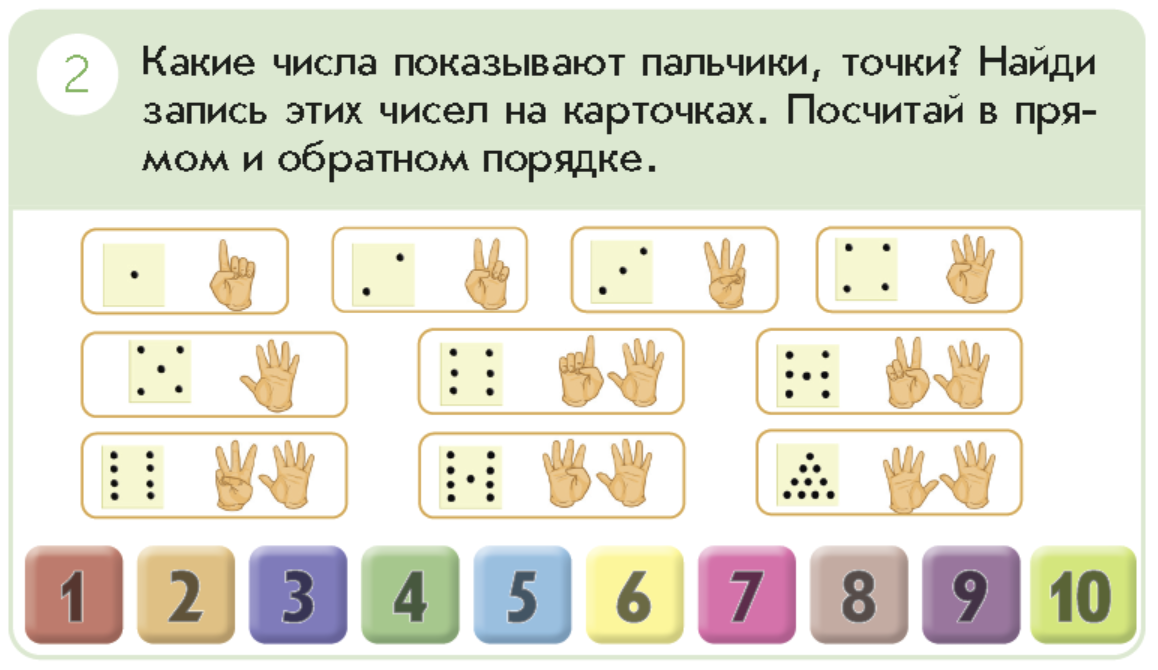 2
Какие числа показывают пальчики, точки? Найди
запись этих чисел на карточках. Посчитай в пря-
мом и обратном порядке.
1 2 3 4 5 6 7 8 9 10